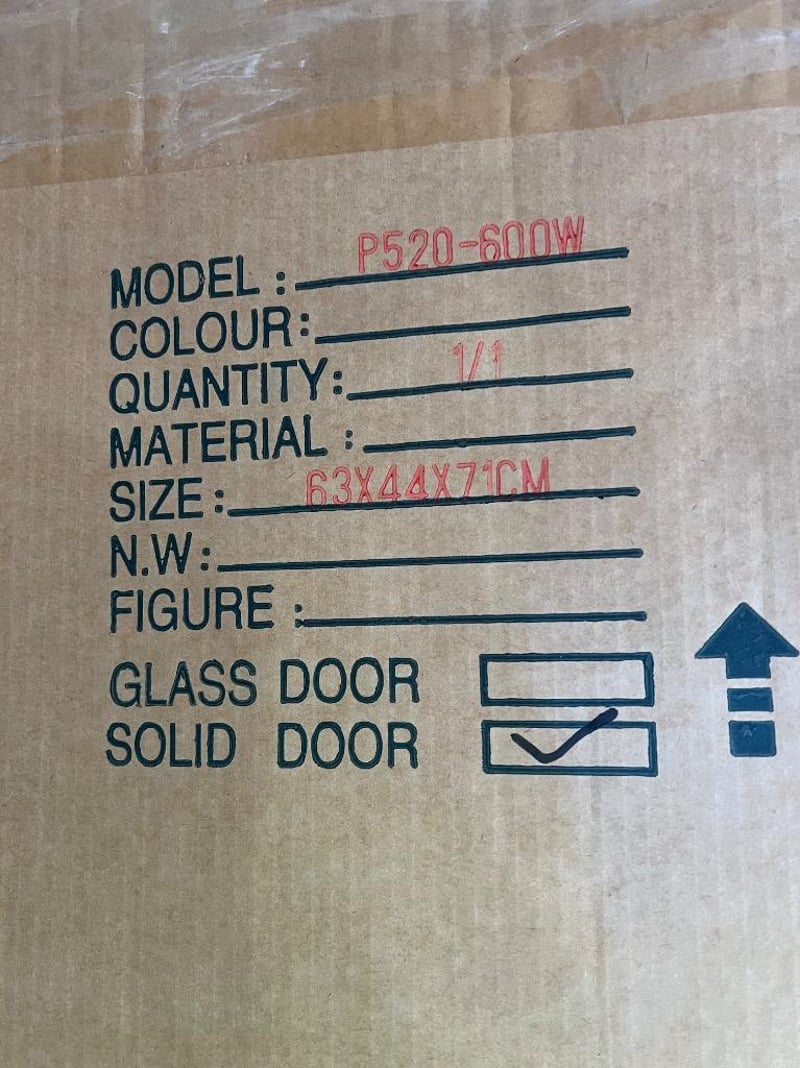 MODEL : P520-600W
COLOUR:
QUANTITY: 1/1
MATERIAL :
SIZE : 63X44X71CM
N.W :
FIGURE :
GLASS DOOR
SOLID DOOR